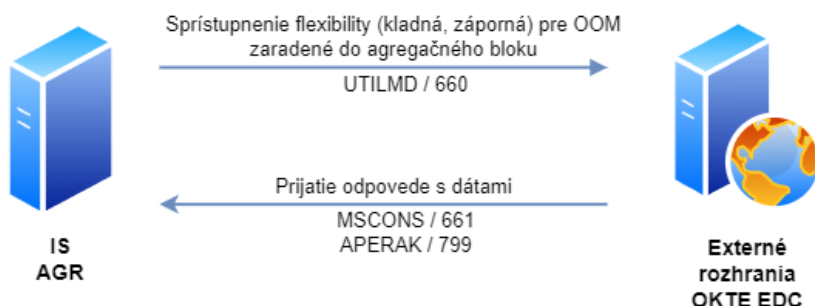 Sprístupnenie flexibility (kladná, záporná) pre OOM
zaradené do agregačného bloku
UTILMD / 660
Prijatie odpovede s dátami
MSCONS / 661
APERAK / 799
IS
AGR
Externé
rozhrania
OKTE EDC